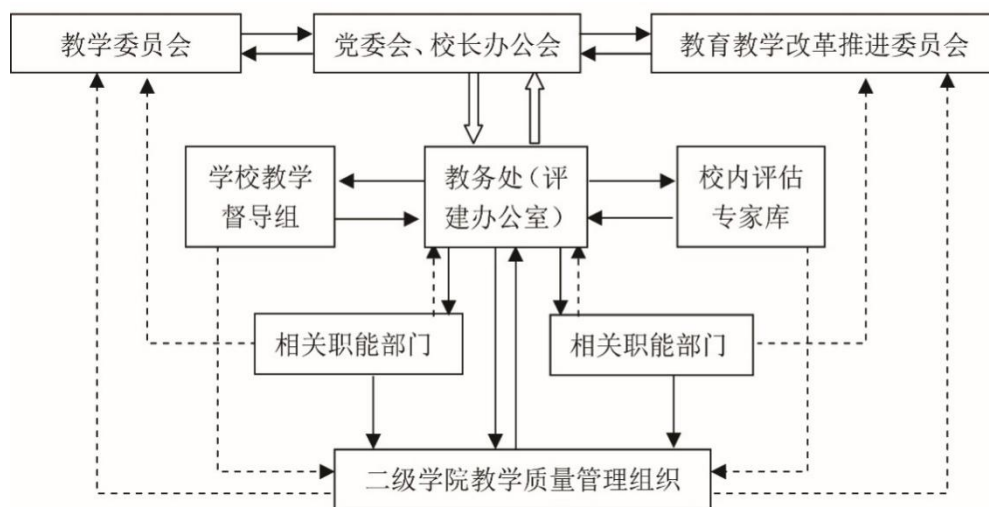 教学委员会
党委会、校长办公会
教育教学改革推进委员会
学校教学
督导组
教务处（评
建办公室）
校内评估
专家库
相关职能部门
相关职能部门
二级学院教学质量管理组织